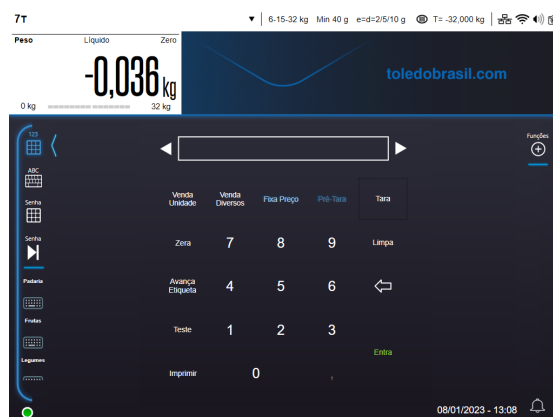 7T
6-15-32 kg Min 40 g e=d=2/5/10 g T= -32,000 kg
Peso Líquido Zero
-0,036 kg
0 kg 32 kg
toledobrasil.com
123
ABC
Senha
Senha
Padaria
Frutas
Legumes
Funções
Venda Unidade
Venda Diversos
Fixa Preço
Pré-Tara
Tara
Zera 7 8 9 Limpa
Avança Etiqueta
4 5 6
Teste 1 2 3
Entra
Imprimir 0 ,
08/01/2023 - 13:08